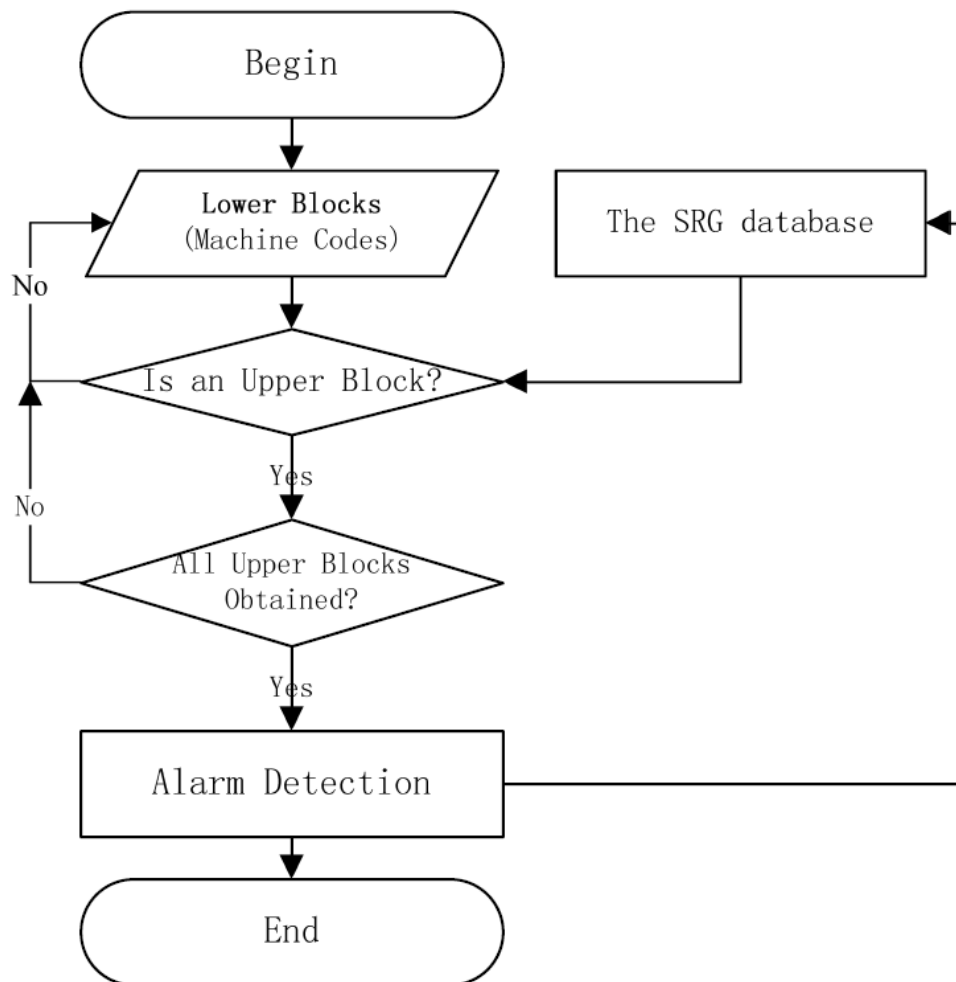 Begin
Lower Blocks
(Machine Codes)
The SRG database
No
Is an Upper Block?
Yes
No
All Upper Blocks
Obtained?
Yes
Alarm Detection
End